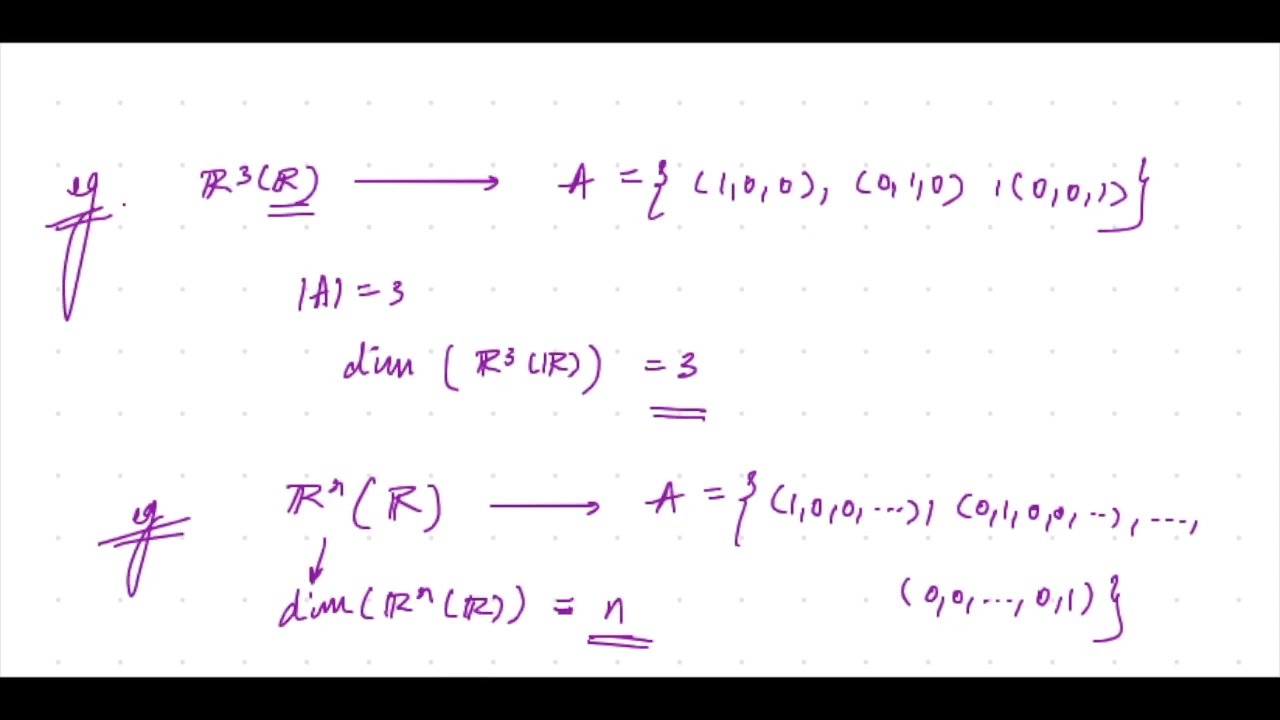 eg. ℝ³(ℝ) ⟶ A = { (1,0,0), (0,1,0) , (0,0,1) }
|A| = 3
dim ( ℝ³(ℝ) ) = 3
eg ℝⁿ(ℝ) ⟶ A = { (1,0,0,...), (0,1,0,0,..), ...,
(0,0,...,0,1) }
↓
dim(ℝⁿ(ℝ)) = n